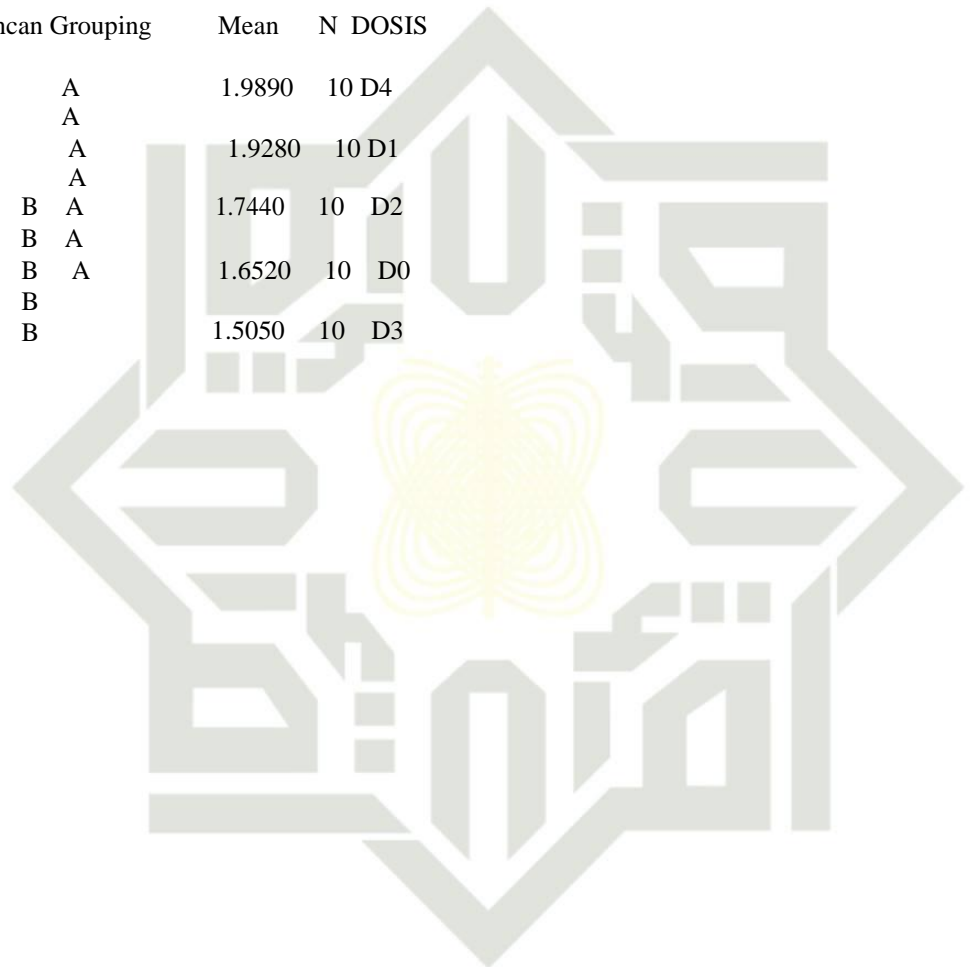 ncan Grouping Mean N DOSIS
A 1.9890 10 D4
A
A 1.9280 10 D1
A
B A 1.7440 10 D2
B A
B A 1.6520 10 D0
B
B 1.5050 10 D3